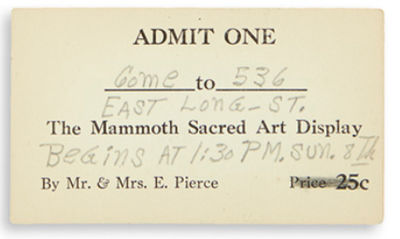 ADMIT ONE
Come to 536
EAST LONG - ST.
The Mammoth Sacred Art Display
BEGINS AT 1:30 PM. SUN. 8Th
By Mr. & Mrs. E. Pierce Price 25c